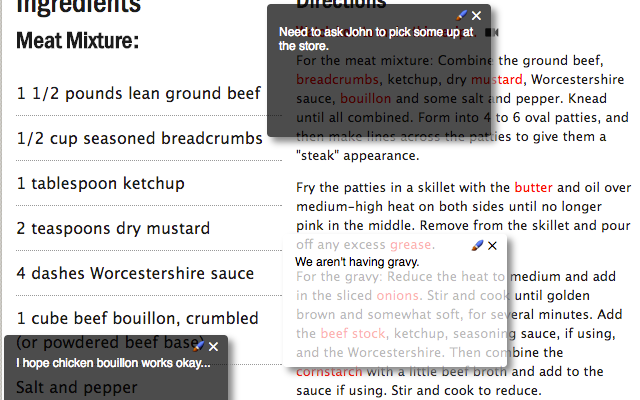 Ingredients
Meat Mixture:
1 1/2 pounds lean ground beef
1/2 cup seasoned breadcrumbs
1 tablespoon ketchup
2 teaspoons dry mustard
4 dashes Worcestershire sauce
1 cube beef bouillon, crumbled
(or powdered beef base)
I hope chicken bouillon works okay...
Salt and pepper
Directions
Need to ask John to pick some up at
the store.
For the meat mixture: Combine the ground beef,
breadcrumbs, ketchup, dry mustard, Worcestershire
sauce, bouillon and some salt and pepper. Knead
until all combined. Form into 4 to 6 oval patties, and
then make lines across the patties to give them a
"steak" appearance.
Fry the patties in a skillet with the butter and oil over
medium-high heat on both sides until no longer
pink in the middle. Remove from the skillet and pour
off any excess grease.
We aren't having gravy.
For the gravy: Reduce the heat to medium and add
in the sliced onions. Stir and cook until golden
brown and somewhat soft, for several minutes. Add
the beef stock, ketchup, seasoning sauce, if using,
and the Worcestershire. Then combine the
cornstarch with a little beef broth and add to the
sauce if using. Stir and cook to reduce.